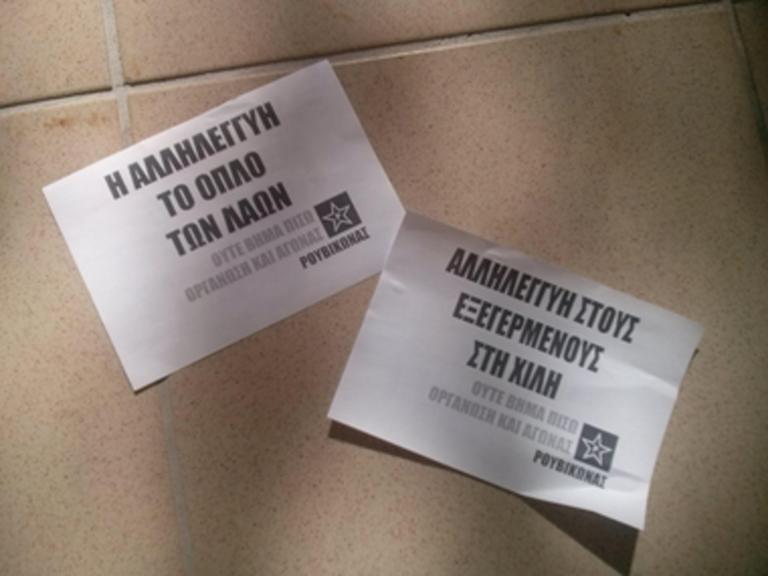 Η ΑΛΛΗΛΕΓΓΥΗ
ΤΟ ΟΠΛΟ
ΤΩΝ ΛΑΩΝ
ΟΥΤΕ ΒΗΜΑ ΠΙΣΩ
ΟΡΓΑΝΩΣΗ ΚΑΙ ΑΓΩΝΑΣ
ΡΟΥΒΙΚΩΝΑΣ
ΑΛΛΗΛΕΓΓΥΗ ΣΤΟΥΣ
ΕΞΕΓΕΡΜΕΝΟΥΣ
ΣΤΗ ΧΙΛΗ
ΟΥΤΕ ΒΗΜΑ ΠΙΣΩ
ΟΡΓΑΝΩΣΗ ΚΑΙ ΑΓΩΝΑΣ
ΡΟΥΒΙΚΩΝΑΣ